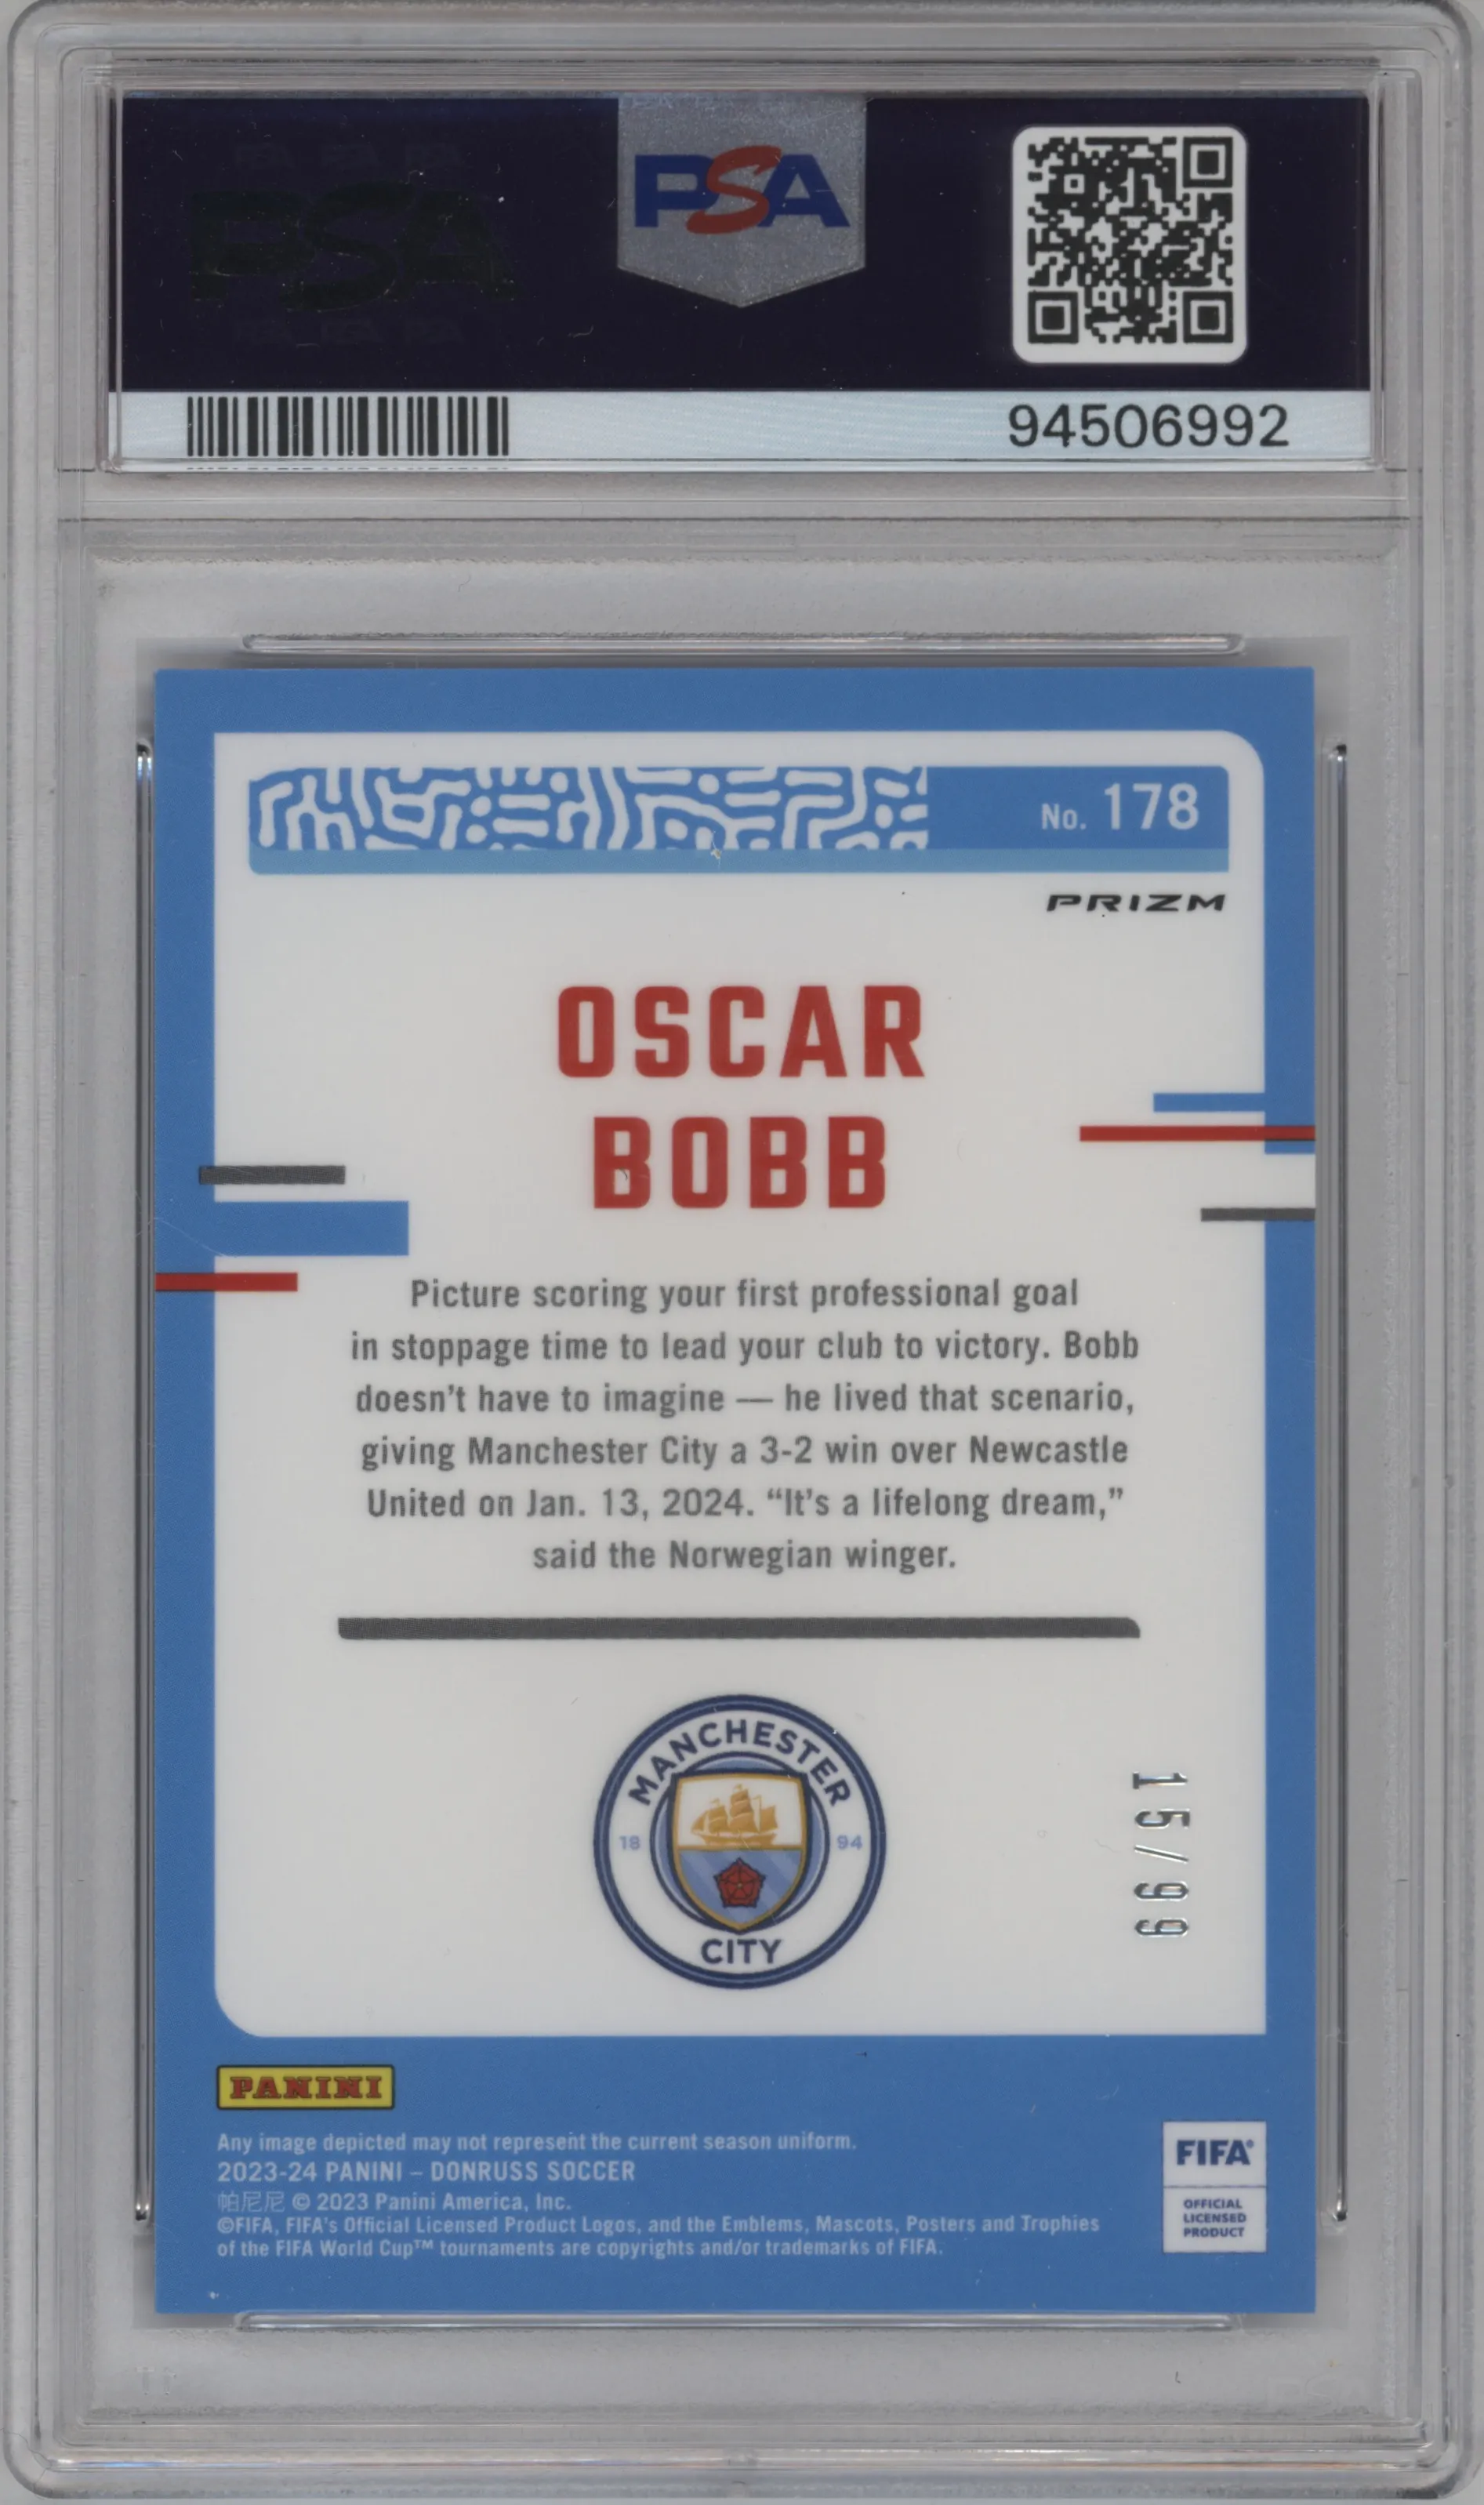 PSA
PSA
94506992
No. 178
PRIZM
OSCAR
BOBB
Picture scoring your first professional goal
in stoppage time to lead your club to victory. Bobb
doesn't have to imagine — he lived that scenario,
giving Manchester City a 3-2 win over Newcastle
United on Jan. 13, 2024. “It's a lifelong dream,”
said the Norwegian winger.
MANCHESTER
18 94
CITY
15/99
PANINI
Any image depicted may not represent the current season uniform.
2023-24 PANINI – DONRUSS SOCCER
帕尼尼 © 2023 Panini America, Inc.
©FIFA, FIFA's Official Licensed Product Logos, and the Emblems, Mascots, Posters and Trophies
of the FIFA World Cup™ tournaments are copyrights and/or trademarks of FIFA.
FIFA®
OFFICIAL
LICENSED
PRODUCT